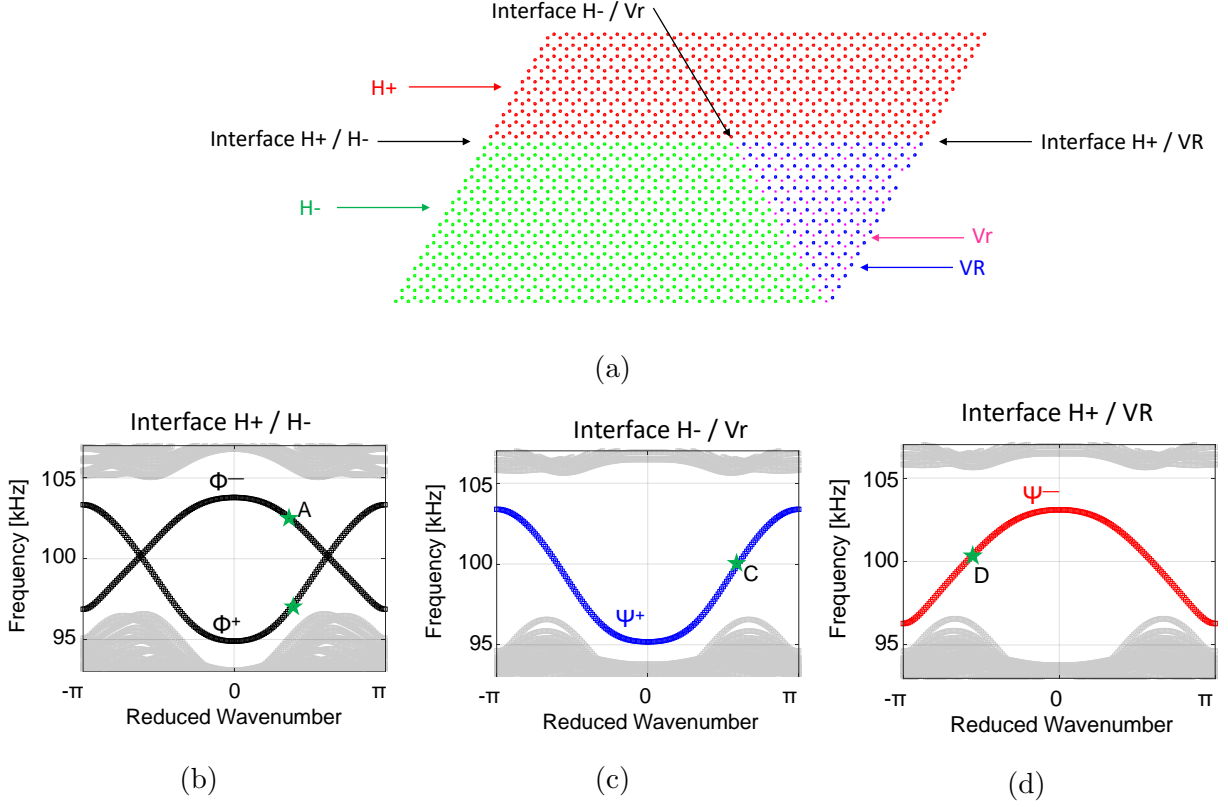 Interface H- / Vr
H+
Interface H+ / H-
Interface H+ / VR
H-
Vr
VR
(a)
Interface H+ / H-
Frequency [kHz]
105
100
95
Φ—
A
Φ+
-π
0
π
Reduced Wavenumber
(b)
Interface H- / Vr
Frequency [kHz]
105
100
95
C
Ψ+
-π
0
π
Reduced Wavenumber
(c)
Interface H+ / VR
Frequency [kHz]
105
100
95
Ψ—
D
-π
0
π
Reduced Wavenumber
(d)